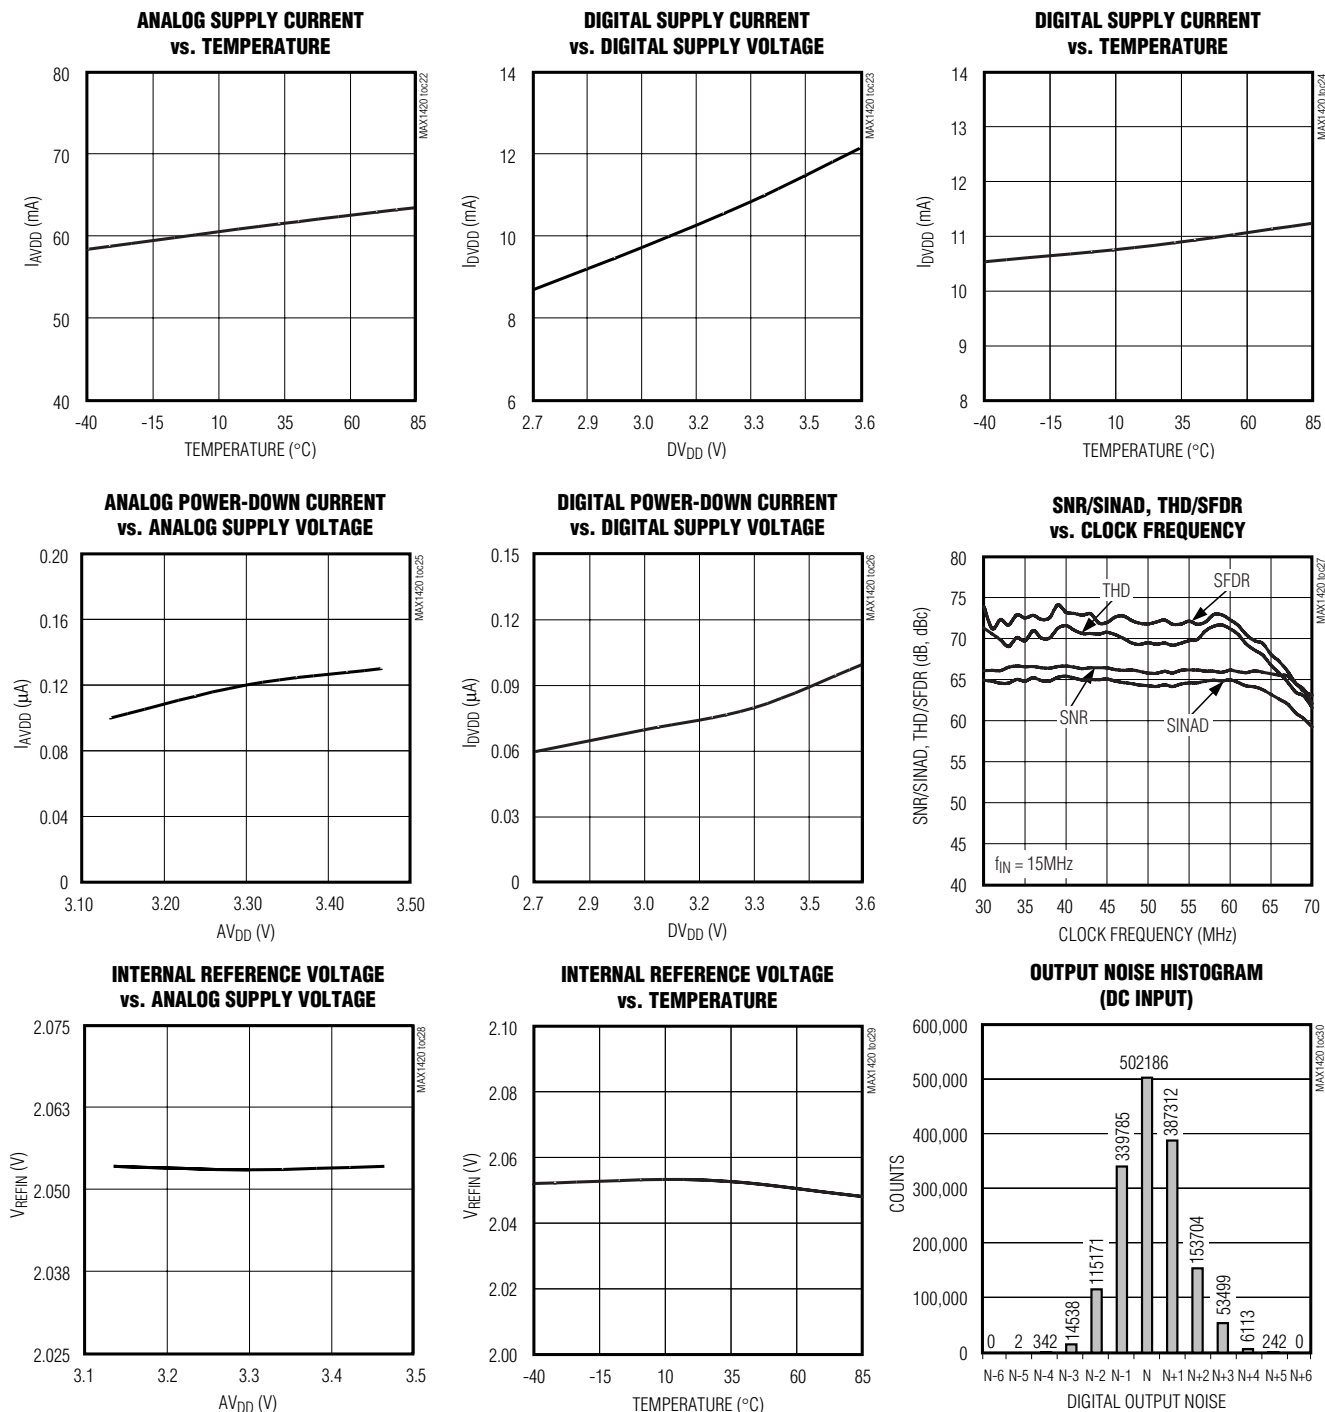 ANALOG SUPPLY CURRENT
vs. TEMPERATURE
80
70
60
50
40
IAVDD (mA)
-40 -15 10 35 60 85
TEMPERATURE (°C)
MAX1420 toc22
DIGITAL SUPPLY CURRENT
vs. DIGITAL SUPPLY VOLTAGE
14
12
10
8
6
IDVDD (mA)
2.7 2.9 3.0 3.2 3.3 3.5 3.6
DVDD (V)
MAX1420 toc23
DIGITAL SUPPLY CURRENT
vs. TEMPERATURE
14
13
12
11
10
9
8
IDVDD (mA)
-40 -15 10 35 60 85
TEMPERATURE (°C)
MAX1420 toc24
ANALOG POWER-DOWN CURRENT
vs. ANALOG SUPPLY VOLTAGE
0.20
0.16
0.12
0.08
0.04
0
IAVDD (µA)
3.10 3.20 3.30 3.40 3.50
AVDD (V)
MAX1420 toc25
DIGITAL POWER-DOWN CURRENT
vs. DIGITAL SUPPLY VOLTAGE
0.15
0.12
0.09
0.06
0.03
0
IDVDD (µA)
2.7 2.9 3.0 3.2 3.3 3.5 3.6
DVDD (V)
MAX1420 toc26
SNR/SINAD, THD/SFDR
vs. CLOCK FREQUENCY
80
75
70
65
60
55
50
45
40
SNR/SINAD, THD/SFDR (dB, dBc)
THD
SFDR
SNR
SINAD
fIN = 15MHz
30 35 40 45 50 55 60 65 70
CLOCK FREQUENCY (MHz)
MAX1420 toc27
INTERNAL REFERENCE VOLTAGE
vs. ANALOG SUPPLY VOLTAGE
2.075
2.063
2.050
2.038
2.025
VREFIN (V)
3.1 3.2 3.3 3.4 3.5
AVDD (V)
MAX1420 toc28
INTERNAL REFERENCE VOLTAGE
vs. TEMPERATURE
2.10
2.08
2.06
2.04
2.02
2.00
VREFIN (V)
-40 -15 10 35 60 85
TEMPERATURE (°C)
MAX1420 toc29
OUTPUT NOISE HISTOGRAM
(DC INPUT)
600,000
500,000
400,000
300,000
200,000
100,000
0
COUNTS
0 2 342 14538 115171 339785 502186 387312 153704 53499 6113 242 0
N-6 N-5 N-4 N-3 N-2 N-1 N N+1 N+2 N+3 N+4 N+5 N+6
DIGITAL OUTPUT NOISE
MAX1420 toc30